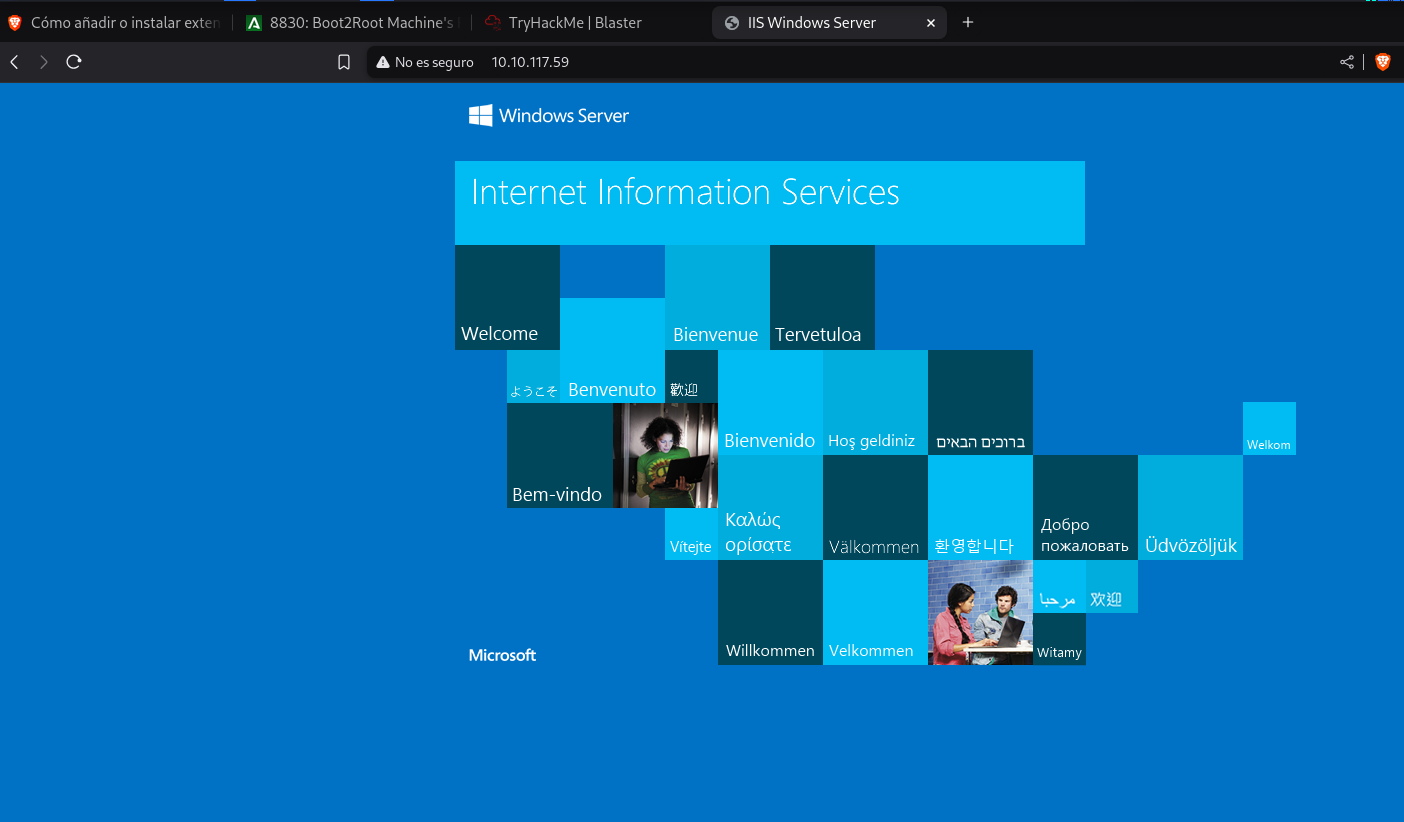 Cómo añadir o instalar exten
8830: Boot2Root Machine's
TryHackMe | Blaster
IIS Windows Server
No es seguro 10.10.117.59
Windows Server
Internet Information Services
Welcome
Bienvenue
Tervetuloa
ようこそ
Benvenuto
歡迎
Bienvenido
Hoş geldiniz
ברוכים הבאים
Welkom
Bem-vindo
Vítejte
Καλώς
ορίσατε
Välkommen
환영합니다
Добро
пожаловать
Üdvözöljük
مرحبا
欢迎
Willkommen
Velkommen
Witamy
Microsoft